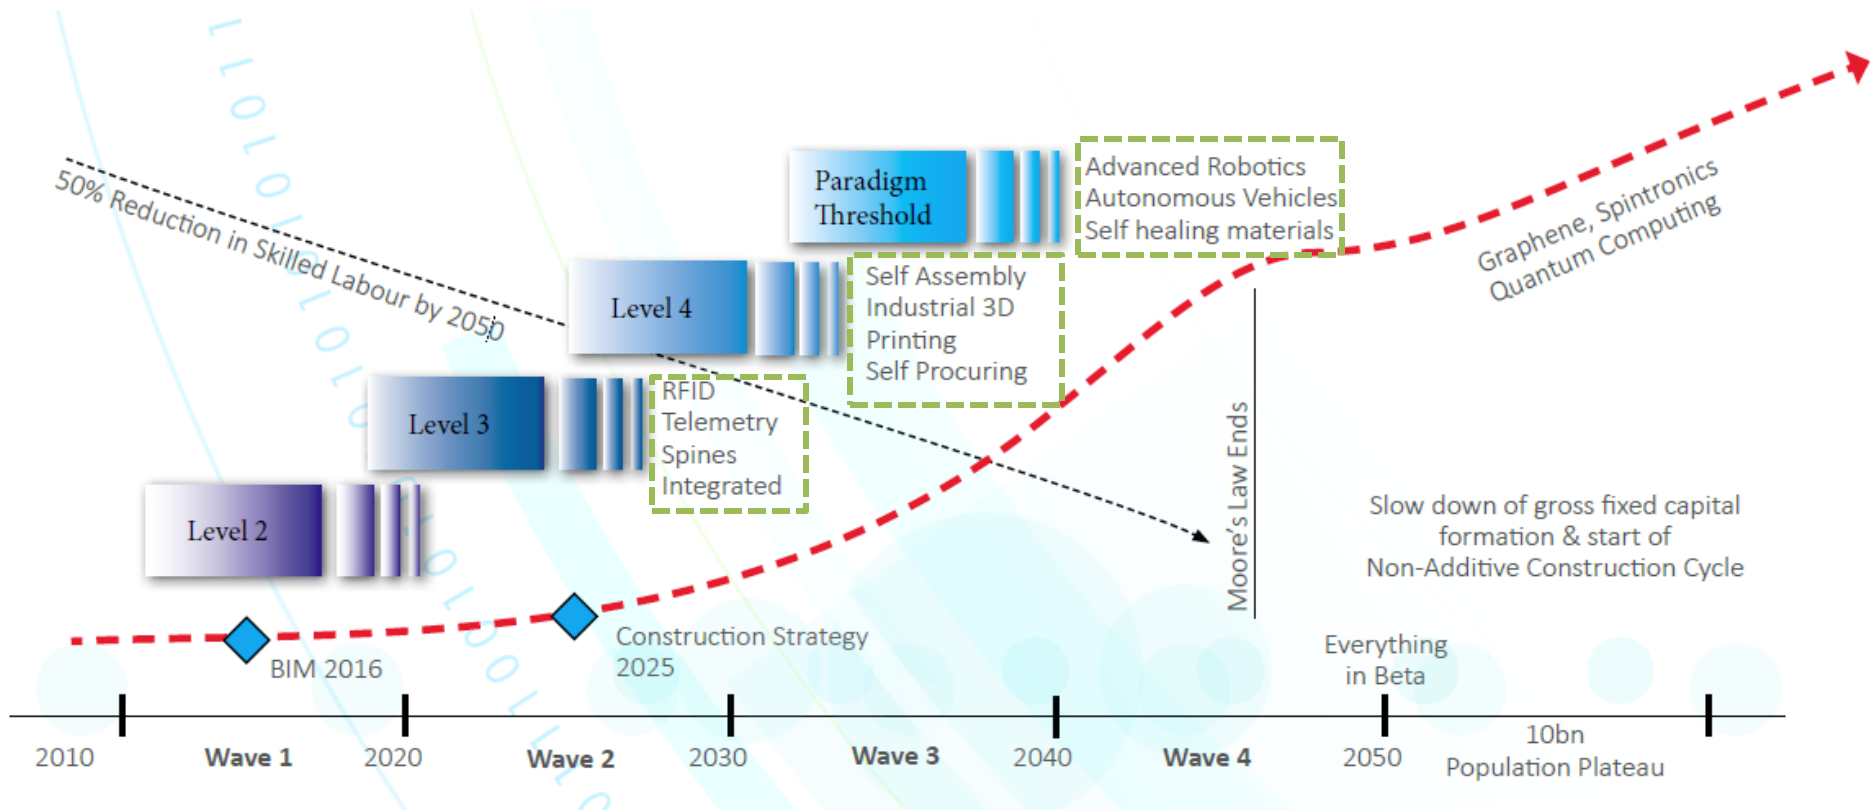 50% Reduction in Skilled Labour by 2050
Paradigm
Threshold
Advanced Robotics
Autonomous Vehicles
Self healing materials
Graphene, Spintronics
Quantum Computing
Level 4
Self Assembly
Industrial 3D
Printing
Self Procuring
Level 3
RFID
Telemetry
Spines
Integrated
Level 2
Moore's Law Ends
Slow down of gross fixed capital
formation & start of
Non-Additive Construction Cycle
BIM 2016
Construction Strategy
2025
Everything
in Beta
2010
Wave 1
2020
Wave 2
2030
Wave 3
2040
Wave 4
2050
10bn
Population Plateau